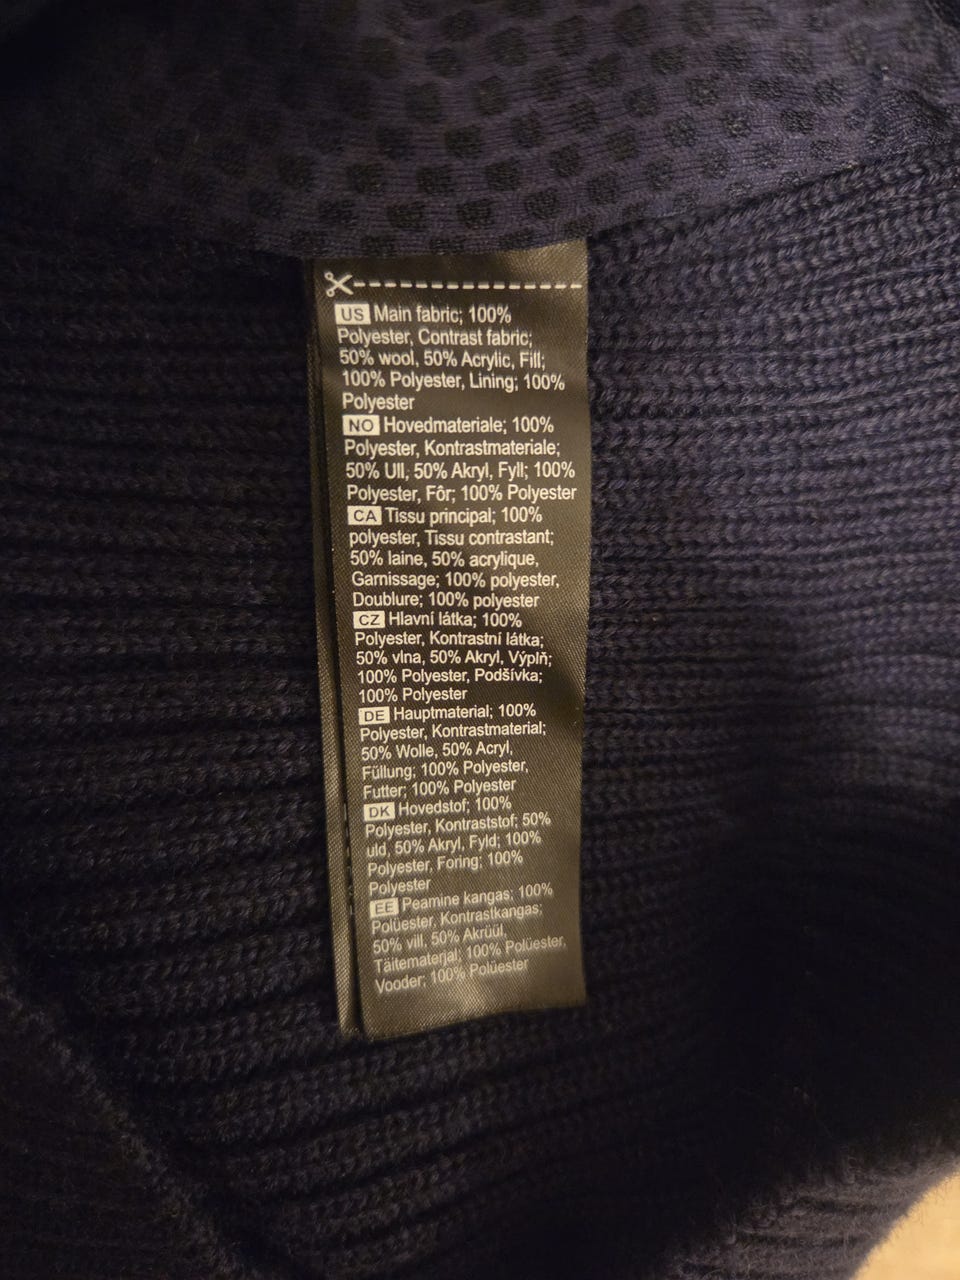 US Main fabric; 100%
Polyester, Contrast fabric;
50% wool, 50% Acrylic, Fill;
100% Polyester, Lining; 100%
Polyester
NO Hovedmateriale; 100%
Polyester, Kontrastmateriale;
50% Ull, 50% Akryl, Fyll; 100%
Polyester, Fôr; 100% Polyester
CA Tissu principal; 100%
polyester, Tissu contrastant;
50% laine, 50% acrylique,
Garnissage; 100% polyester,
Doublure; 100% polyester
CZ Hlavní látka; 100%
Polyester, Kontrastní látka;
50% vlna, 50% Akryl, Výplň;
100% Polyester, Podšívka;
100% Polyester
DE Hauptmaterial; 100%
Polyester, Kontrastmaterial;
50% Wolle, 50% Acryl,
Füllung; 100% Polyester,
Futter; 100% Polyester
DK Hovedstof; 100%
Polyester, Kontraststof; 50%
uld, 50% Akryl, Fyld; 100%
Polyester, Foring; 100%
Polyester
EE Peamine kangas; 100%
Polüester, Kontrastkangas;
50% vill, 50% Akrüül,
Täitematerjal; 100% Polüester,
Vooder; 100% Polüester